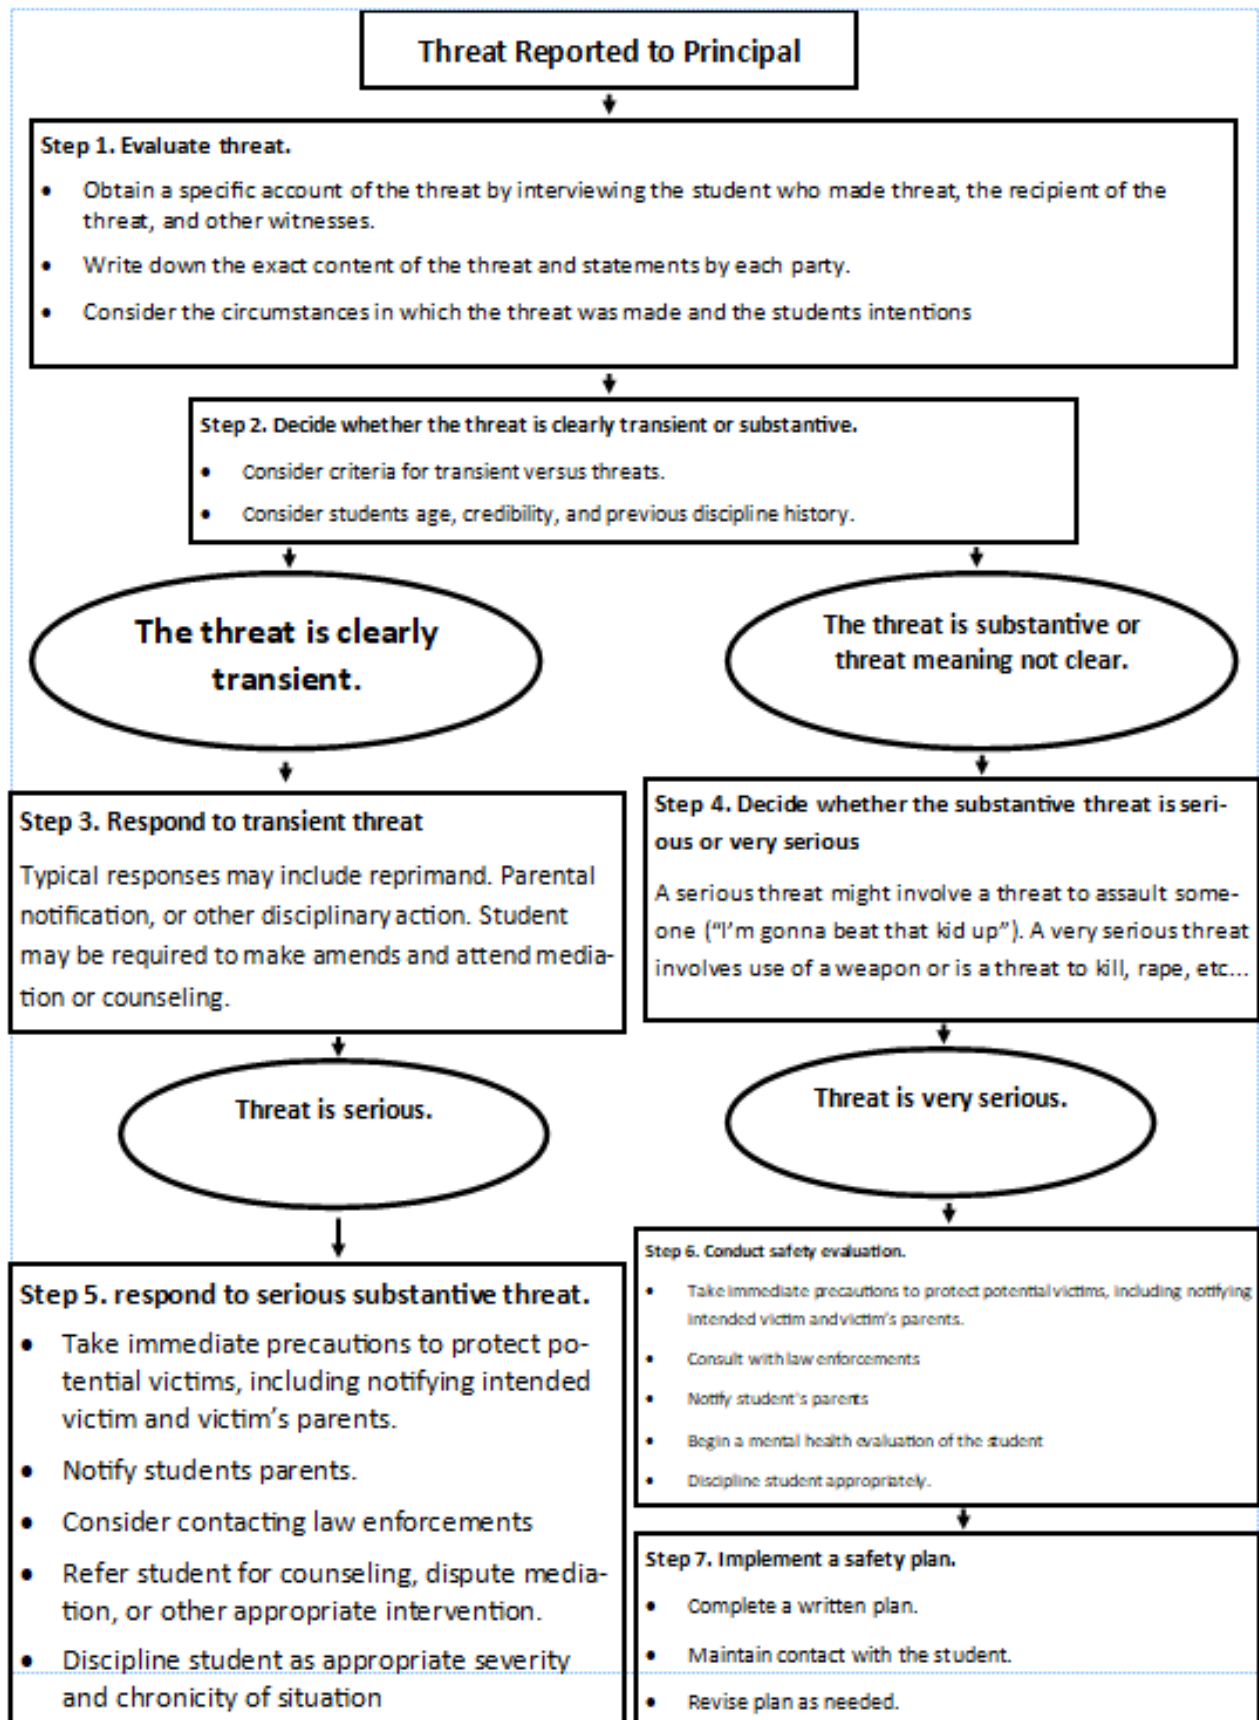 Threat Reported to Principal
Step 1. Evaluate threat.
• Obtain a specific account of the threat by interviewing the student who made threat, the recipient of the
threat, and other witnesses.
• Write down the exact content of the threat and statements by each party.
• Consider the circumstances in which the threat was made and the students intentions
Step 2. Decide whether the threat is clearly transient or substantive.
• Consider criteria for transient versus threats.
• Consider students age, credibility, and previous discipline history.
The threat is clearly
transient.
The threat is substantive or
threat meaning not clear.
Step 3. Respond to transient threat
Typical responses may include reprimand. Parental
notification, or other disciplinary action. Student
may be required to make amends and attend media-
tion or counseling.
Step 4. Decide whether the substantive threat is seri-
ous or very serious
A serious threat might involve a threat to assault some-
one (“I’m gonna beat that kid up”). A very serious threat
involves use of a weapon or is a threat to kill, rape, etc...
Threat is serious.
Threat is very serious.
Step 5. respond to serious substantive threat.
• Take immediate precautions to protect po-
tential victims, including notifying intended
victim and victim’s parents.
• Notify students parents.
• Consider contacting law enforcements
• Refer student for counseling, dispute media-
tion, or other appropriate intervention.
• Discipline student as appropriate severity
and chronicity of situation
Step 6. Conduct safety evaluation.
• Take immediate precautions to protect potential victims, including notifying
intended victim and victim’s parents.
• Consult with law enforcements
• Notify student’s parents
• Begin a mental health evaluation of the student
• Discipline student appropriately.
Step 7. Implement a safety plan.
• Complete a written plan.
• Maintain contact with the student.
• Revise plan as needed.